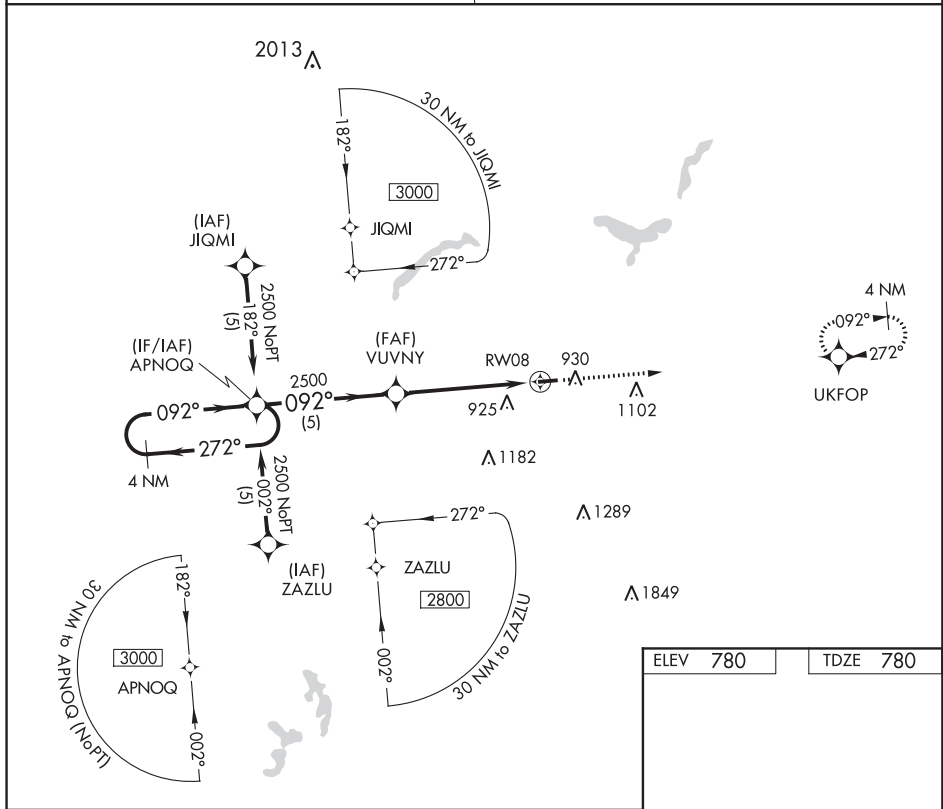 2013
30 NM to JIQMI
182°
3000
JIQMI
272°
(IAF)
JIQMI
2500 NoPT
182°
(5)
(IF/IAF)
APNOQ
2500
092°
(5)
(FAF)
VUVNY
RW08
930
925
1102
4 NM
092°
272°
UKFOP
092°
272°
4 NM
2500 NoPT
002°
(5)
(IAF)
ZAZLU
1182
1289
1849
272°
ZAZLU
2800
002°
30 NM to ZAZLU
182°
3000
APNOQ
002°
30 NM to APNOQ (NoPT)
ELEV 780
TDZE 780